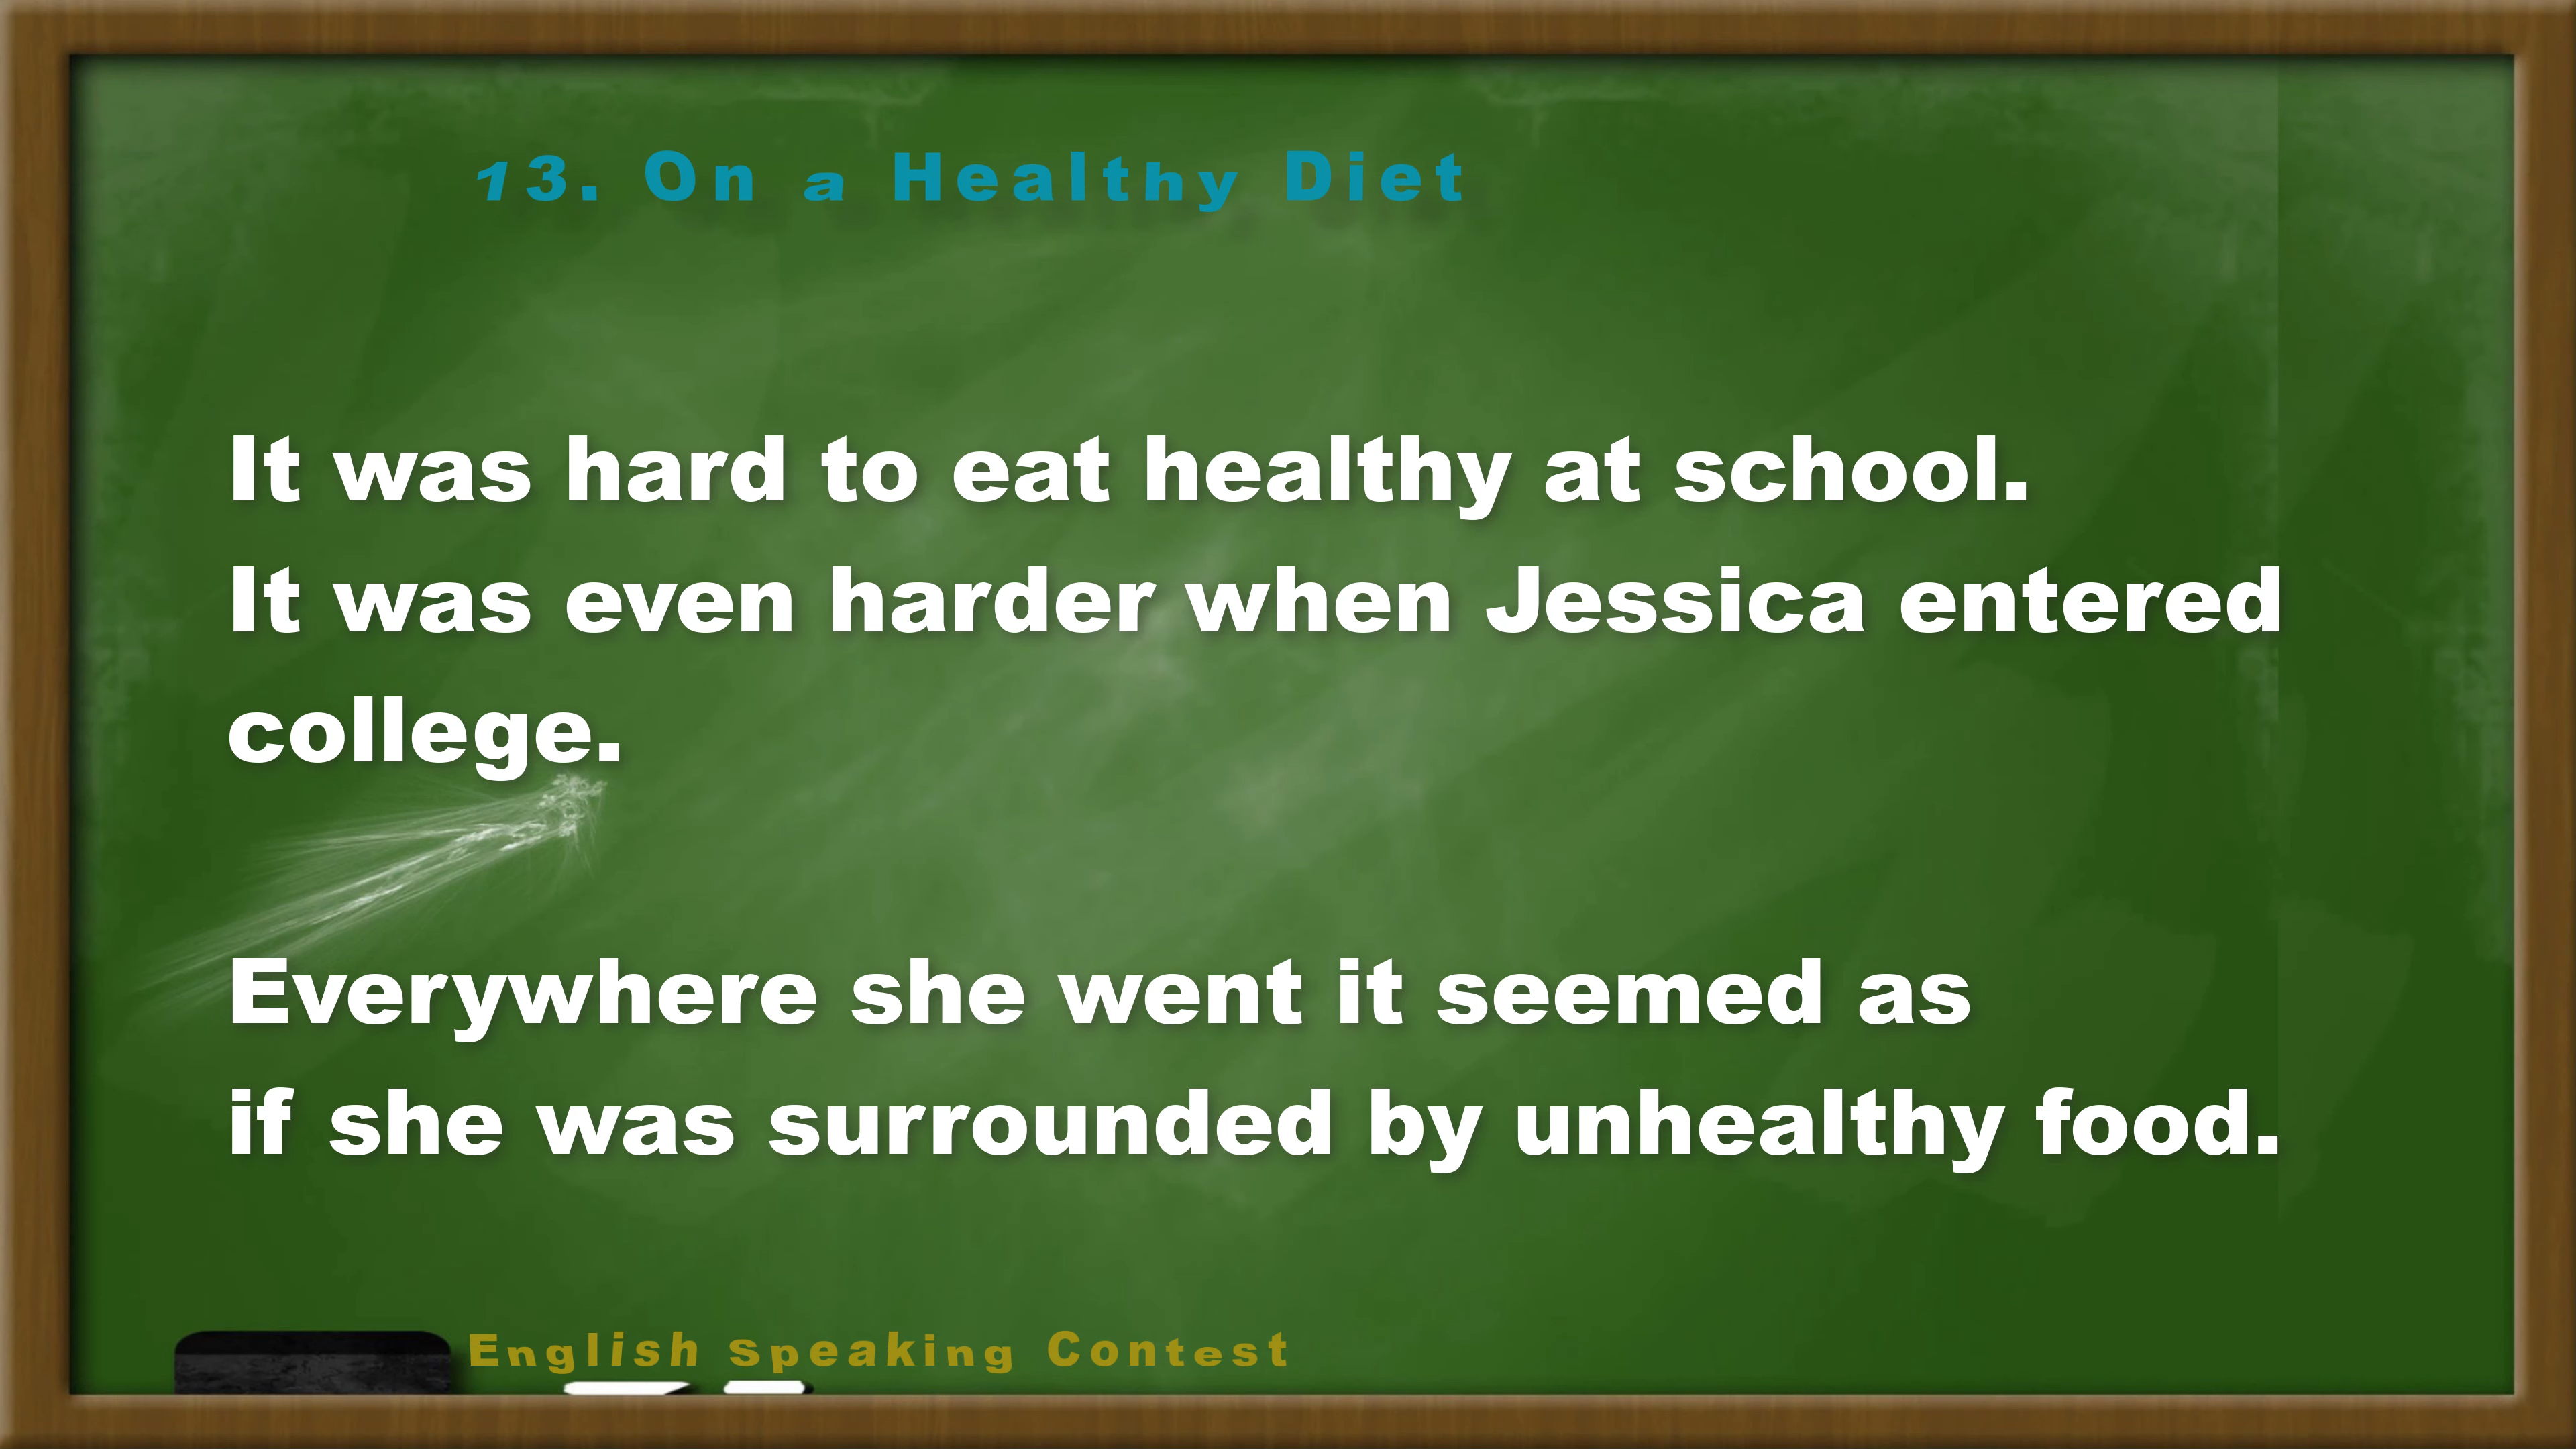 13. On a Healthy Diet
It was hard to eat healthy at school.
It was even harder when Jessica entered
college.
Everywhere she went it seemed as
if she was surrounded by unhealthy food.
English Speaking Contest